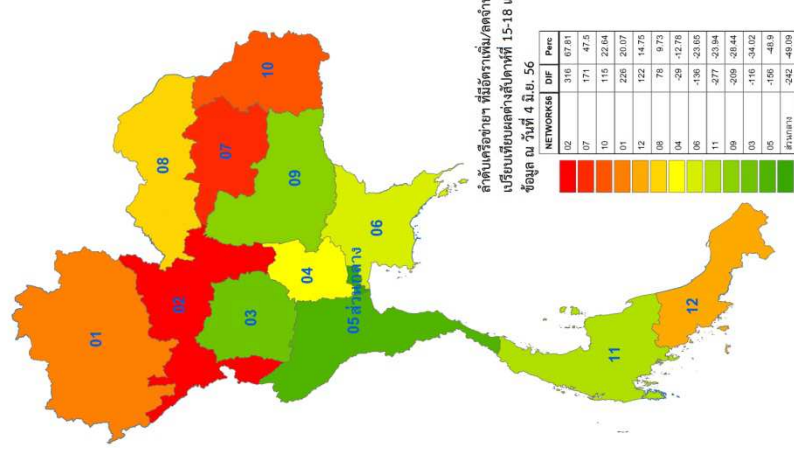 01
02
03
04
05ส่วนกลาง
06
07
08
09
10
11
12
ลำดับเครือข่ายฯ ที่มีอัตราเพิ่ม/ลดจำน
เปรียบเทียบผลต่างสัปดาห์ที่ 15-18 แ
ข้อมูล ณ วันที่ 4 มิ.ย. 56
NETWORK56 DIF Perc
02 316 67.81
07 171 47.5
10 115 22.64
01 226 20.07
12 122 14.75
08 78 9.73
04 -29 -12.78
06 -136 -23.65
11 -277 -23.94
09 -209 -28.44
03 -116 -34.02
05 -156 -48.9
ส่วนกลาง -242 -49.09